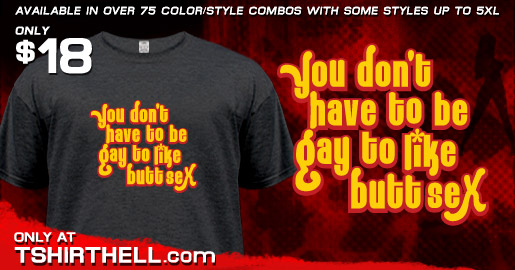 AVAILABLE IN OVER 75 COLOR/STYLE COMBOS WITH SOME STYLES UP TO 5XL
ONLY
$18
you don't
have to be
gay to like
butt sex
you don't
have to be
gay to like
butt sex
ONLY AT
TSHIRTHELL.com